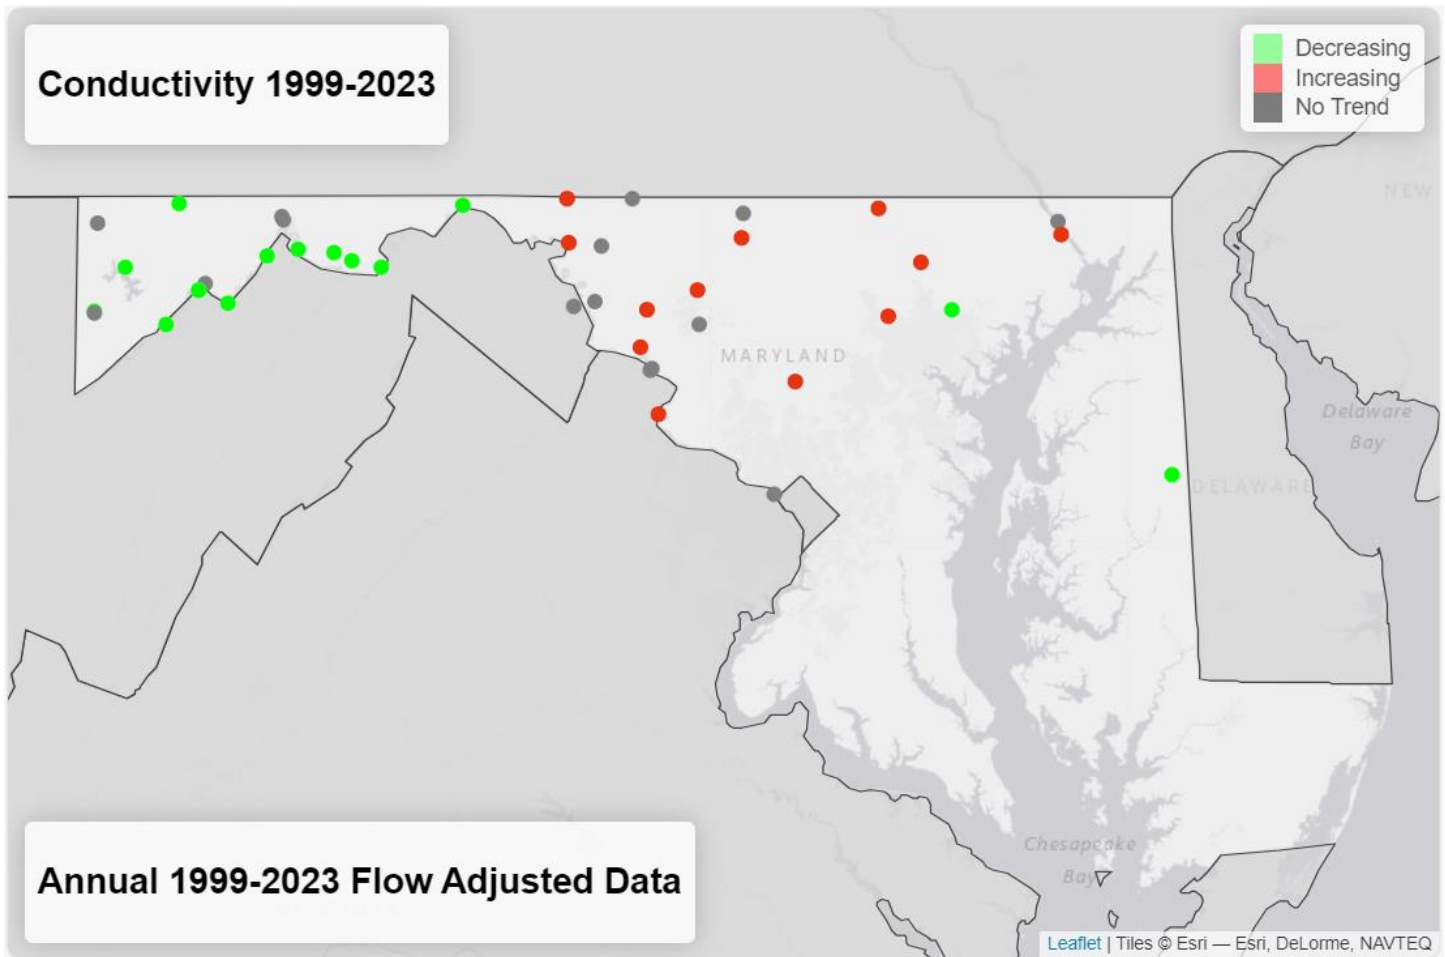 Conductivity 1999-2023
Decreasing
Increasing
No Trend
NEW
MARYLAND
Delaware
Bay
DELAWARE
Chesapeake
Bay
Annual 1999-2023 Flow Adjusted Data
Leaflet | Tiles © Esri — Esri, DeLorme, NAVTEQ